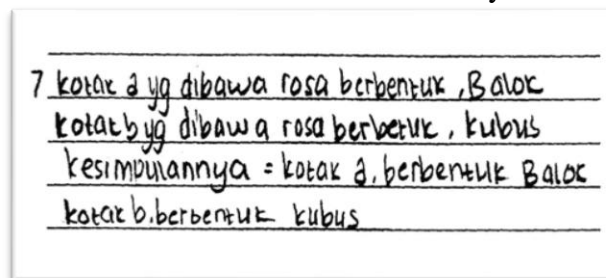 7 kotak a yg dibawa rosa berbentuk, Balok
kotak b yg dibawa rosa berbetuk, kubus
kesimpulannya = kotak a. berbentuk Balok
kotak b. berbentuk kubus